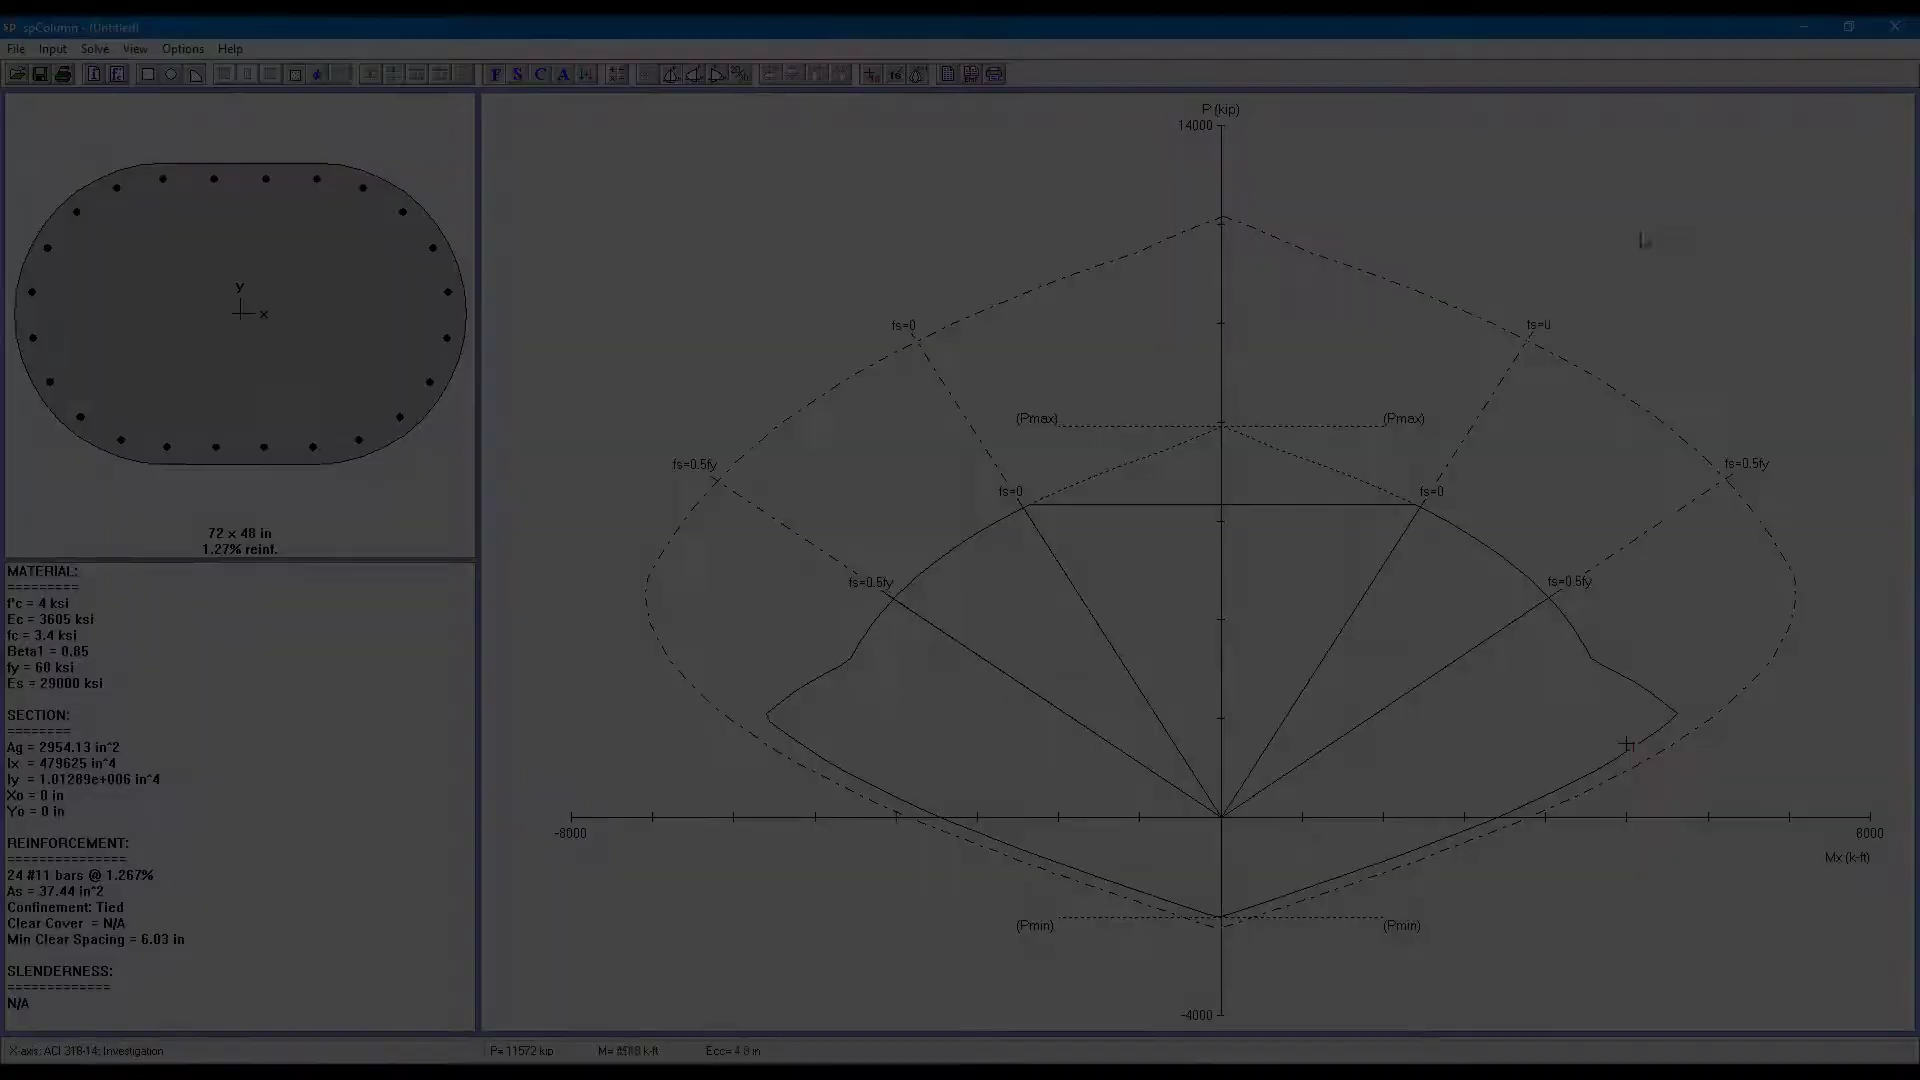 spColumn - (Untitled)
File Input Solve View Options Help
F S C A
y
x
72 x 48 in
1.27% reinf.
MATERIAL:
=========
f'c = 4 ksi
Ec = 3605 ksi
fc = 3.4 ksi
Beta1 = 0.85
fy = 60 ksi
Es = 29000 ksi
SECTION:
========
Ag = 2954.13 in^2
Ix = 479625 in^4
Iy = 1.01289e+006 in^4
Xo = 0 in
Yo = 0 in
REINFORCEMENT:
===============
24 #11 bars @ 1.267%
As = 37.44 in^2
Confinement: Tied
Clear Cover = N/A
Min Clear Spacing = 6.03 in
SLENDERNESS:
=============
N/A
P (kip)
14000
fs=0
fs=0
(Pmax)
(Pmax)
fs=0.5fy
fs=0.5fy
fs=0
fs=0
fs=0.5fy
fs=0.5fy
-8000
8000
Mx (k-ft)
(Pmin)
(Pmin)
-4000
X-axis; ACI 318-14; Investigation
P= 11572 kip
k-ft
Ecc= 4.8 in